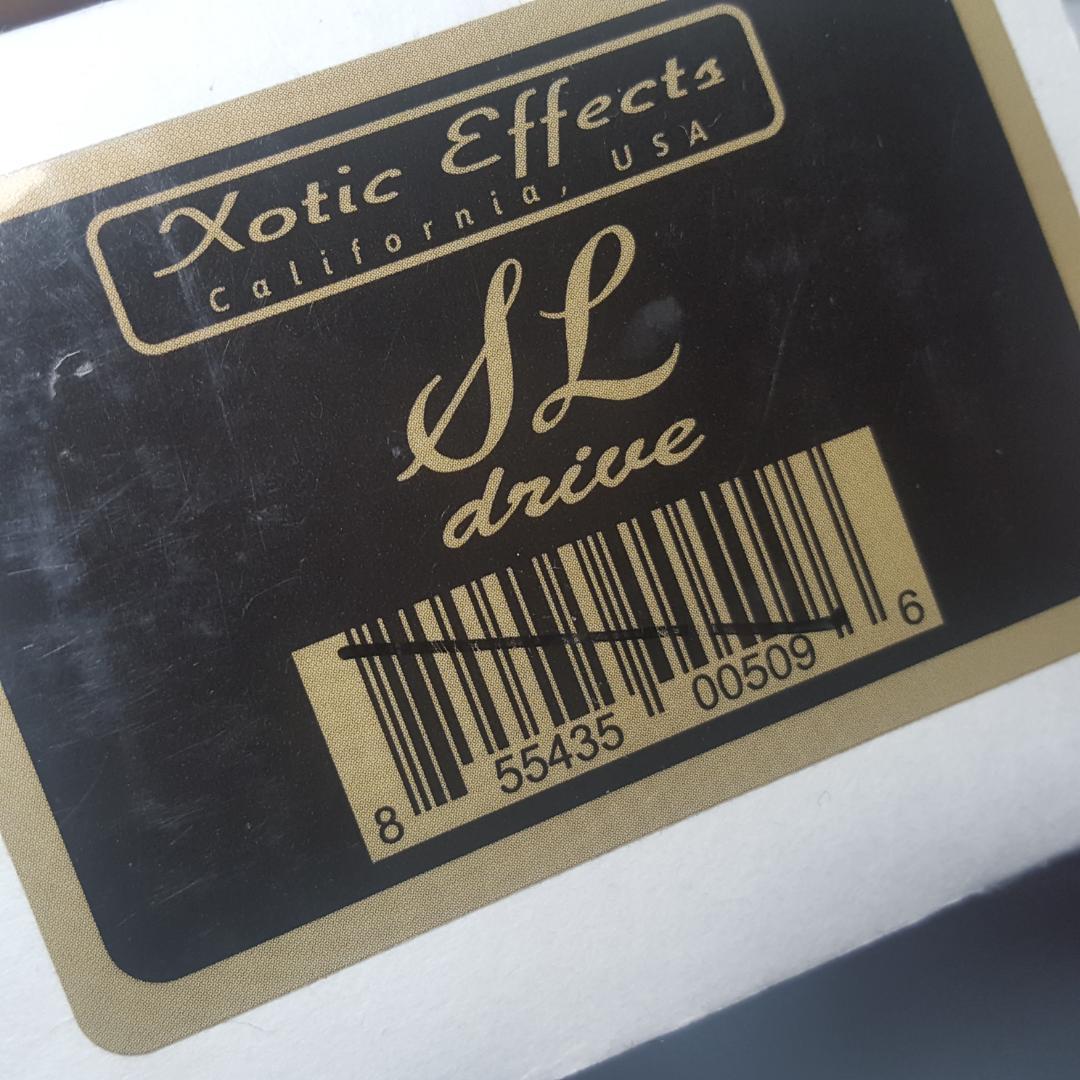 Xotic Effects
California, USA
SL
drive
8 55435 00509 6